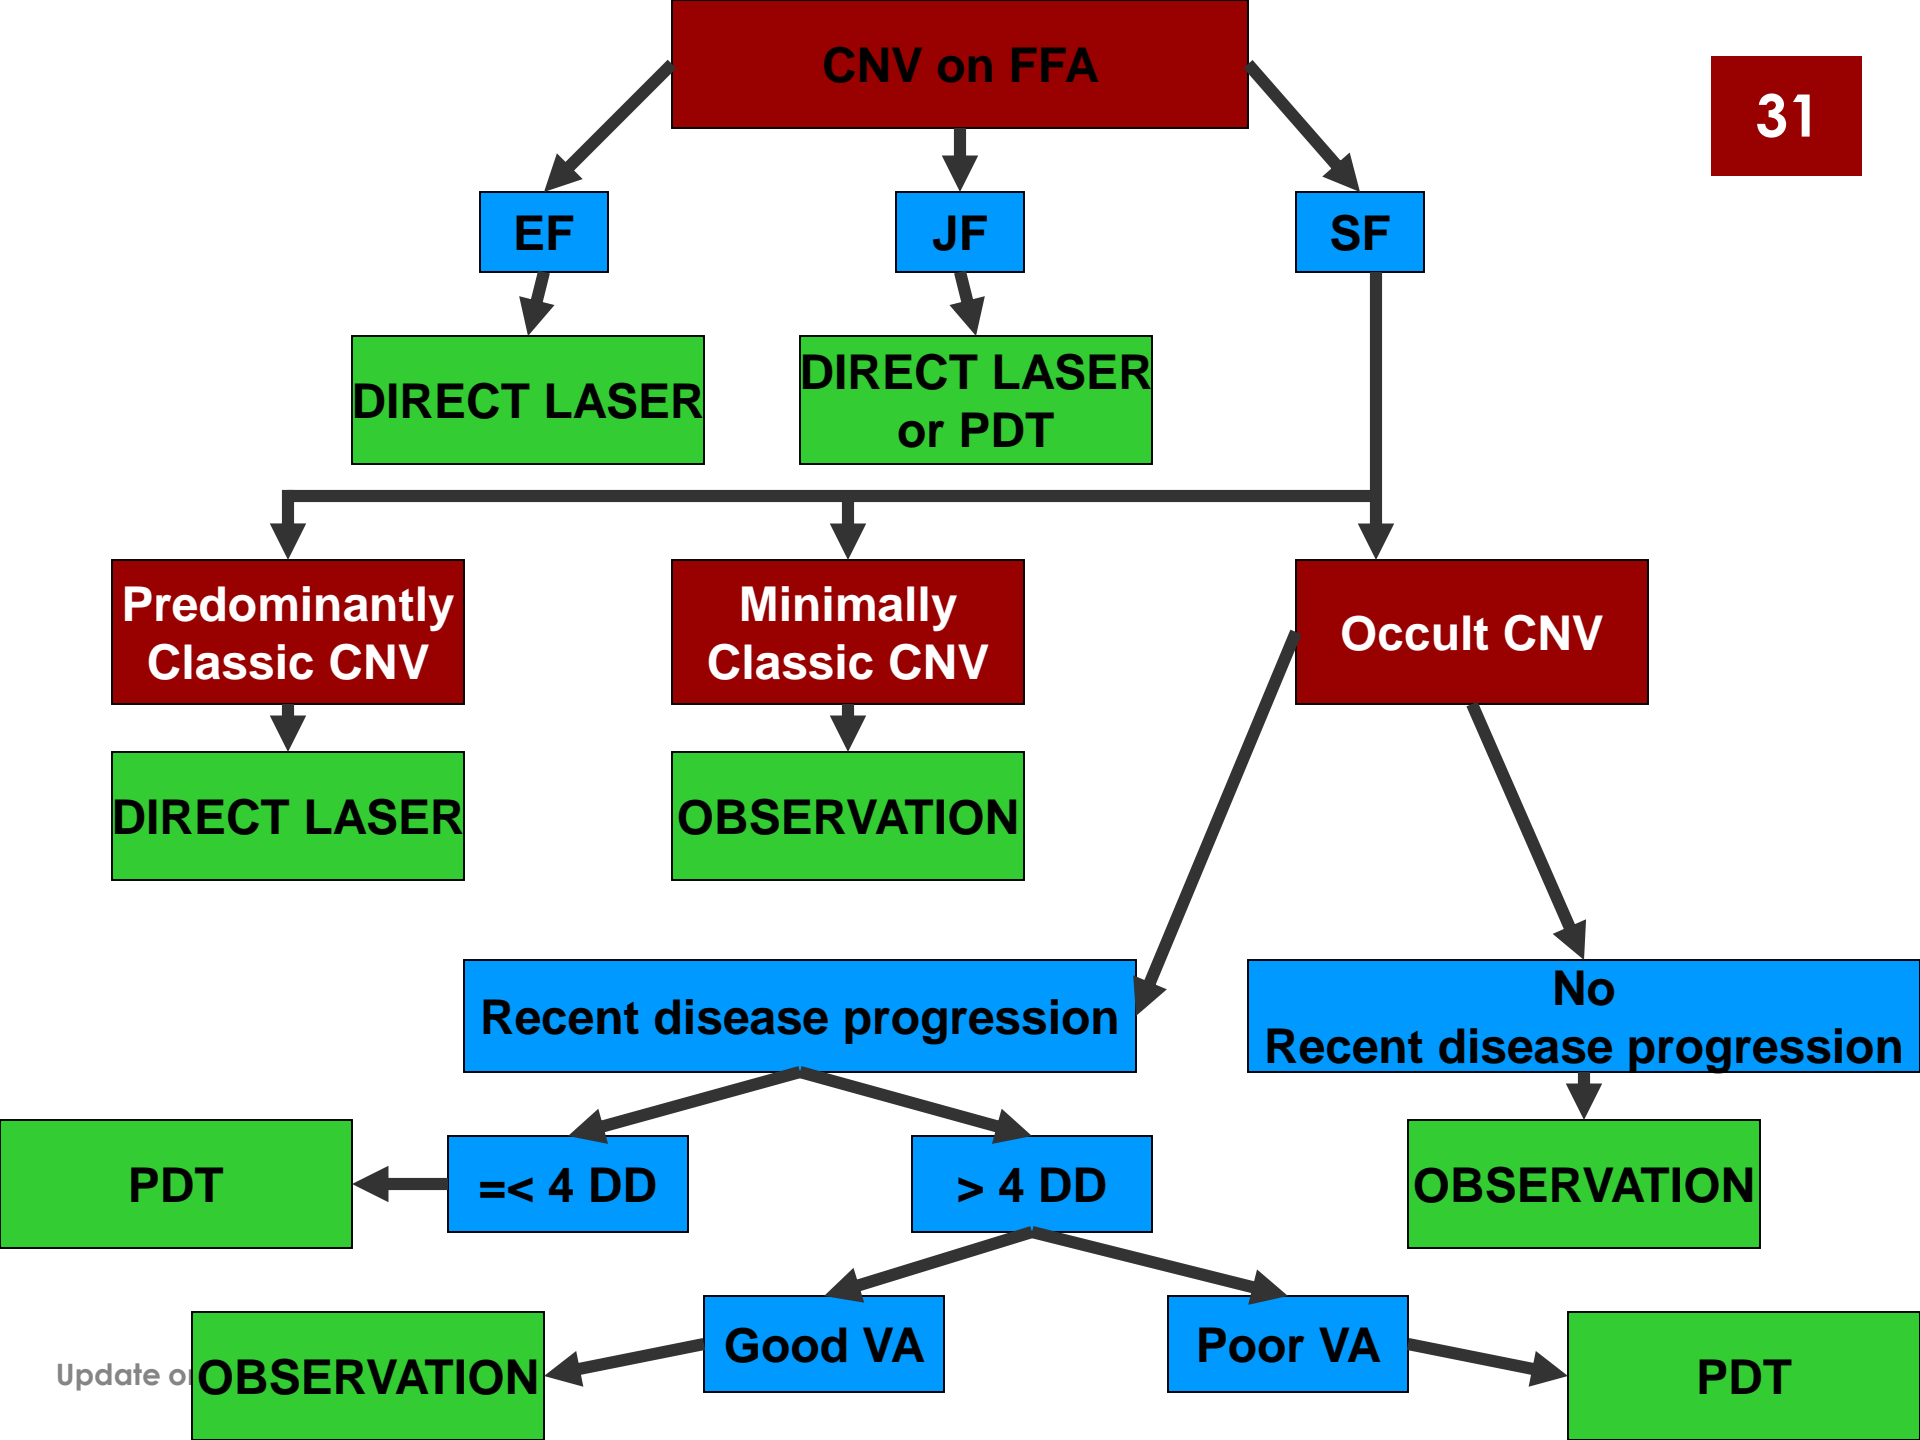 CNV on FFA
31
EF
JF
SF
DIRECT LASER
DIRECT LASER
or PDT
Predominantly
Classic CNV
Minimally
Classic CNV
Occult CNV
DIRECT LASER
OBSERVATION
Recent disease progression
No
Recent disease progression
PDT
=< 4 DD
> 4 DD
OBSERVATION
Good VA
Poor VA
Update
OBSERVATION
PDT